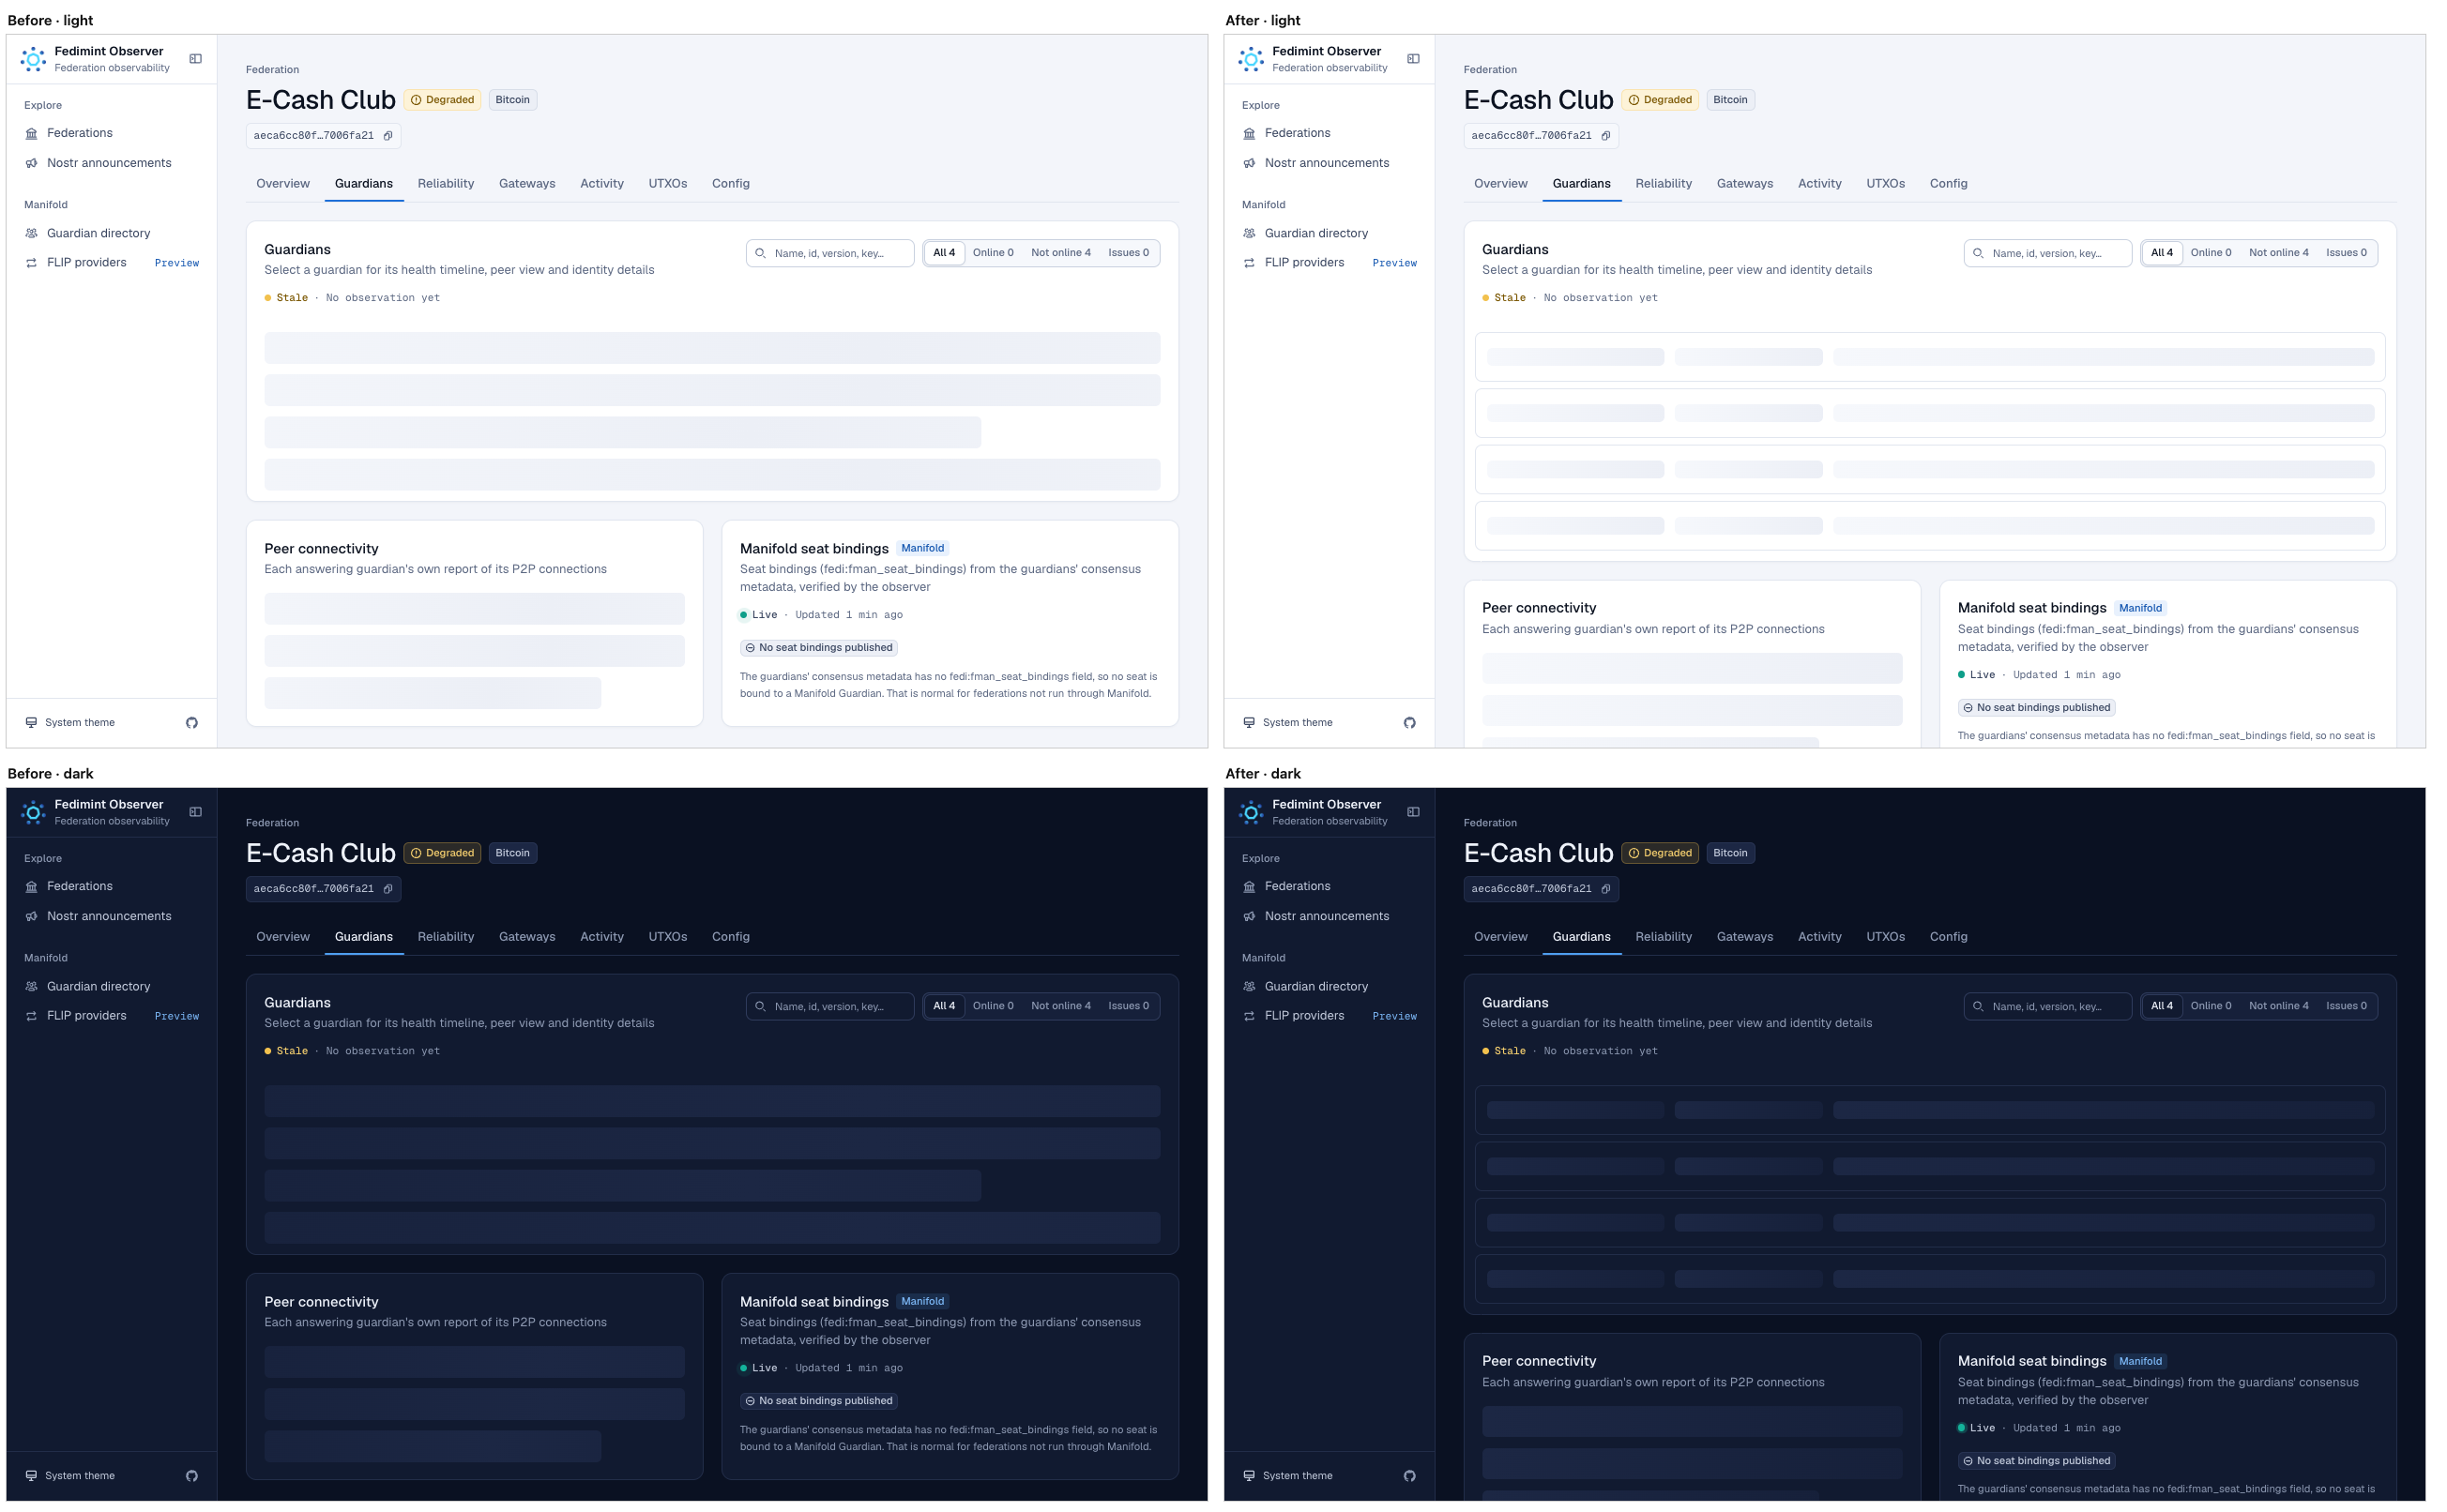 Before · light
Fedimint Observer
Federation observability
Explore
Federations
Nostr announcements
Manifold
Guardian directory
FLIP providers Preview
System theme
Federation
E-Cash Club Degraded Bitcoin
aeca6cc80f…7006fa21
Overview Guardians Reliability Gateways Activity UTXOs Config
Guardians
Select a guardian for its health timeline, peer view and identity details
Name, id, version, key… All 4 Online 0 Not online 4 Issues 0
Stale · No observation yet
Peer connectivity
Each answering guardian's own report of its P2P connections
Manifold seat bindings Manifold
Seat bindings (fedi:fman_seat_bindings) from the guardians' consensus
metadata, verified by the observer
Live · Updated 1 min ago
No seat bindings published
The guardians' consensus metadata has no fedi:fman_seat_bindings field, so no seat is
bound to a Manifold Guardian. That is normal for federations not run through Manifold.
After · light
Fedimint Observer
Federation observability
Explore
Federations
Nostr announcements
Manifold
Guardian directory
FLIP providers Preview
System theme
Federation
E-Cash Club Degraded Bitcoin
aeca6cc80f…7006fa21
Overview Guardians Reliability Gateways Activity UTXOs Config
Guardians
Select a guardian for its health timeline, peer view and identity details
Name, id, version, key… All 4 Online 0 Not online 4 Issues 0
Stale · No observation yet
Peer connectivity
Each answering guardian's own report of its P2P connections
Manifold seat bindings Manifold
Seat bindings (fedi:fman_seat_bindings) from the guardians' consensus
metadata, verified by the observer
Live · Updated 1 min ago
No seat bindings published
The guardians' consensus metadata has no fedi:fman_seat_bindings field, so no seat is
Before · dark
Fedimint Observer
Federation observability
Explore
Federations
Nostr announcements
Manifold
Guardian directory
FLIP providers Preview
System theme
Federation
E-Cash Club Degraded Bitcoin
aeca6cc80f…7006fa21
Overview Guardians Reliability Gateways Activity UTXOs Config
Guardians
Select a guardian for its health timeline, peer view and identity details
Name, id, version, key… All 4 Online 0 Not online 4 Issues 0
Stale · No observation yet
Peer connectivity
Each answering guardian's own report of its P2P connections
Manifold seat bindings Manifold
Seat bindings (fedi:fman_seat_bindings) from the guardians' consensus
metadata, verified by the observer
Live · Updated 1 min ago
No seat bindings published
The guardians' consensus metadata has no fedi:fman_seat_bindings field, so no seat is
bound to a Manifold Guardian. That is normal for federations not run through Manifold.
After · dark
Fedimint Observer
Federation observability
Explore
Federations
Nostr announcements
Manifold
Guardian directory
FLIP providers Preview
System theme
Federation
E-Cash Club Degraded Bitcoin
aeca6cc80f…7006fa21
Overview Guardians Reliability Gateways Activity UTXOs Config
Guardians
Select a guardian for its health timeline, peer view and identity details
Name, id, version, key… All 4 Online 0 Not online 4 Issues 0
Stale · No observation yet
Peer connectivity
Each answering guardian's own report of its P2P connections
Manifold seat bindings Manifold
Seat bindings (fedi:fman_seat_bindings) from the guardians' consensus
metadata, verified by the observer
Live · Updated 1 min ago
No seat bindings published
The guardians' consensus metadata has no fedi:fman_seat_bindings field, so no seat is